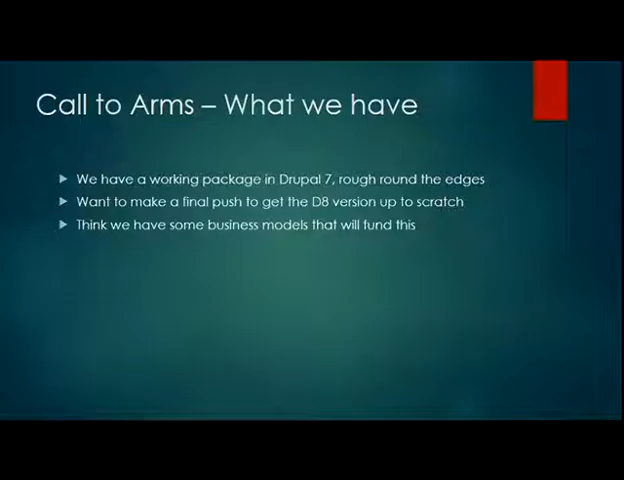 Call to Arms – What we have
We have a working package in Drupal 7, rough round the edges
Want to make a final push to get the D8 version up to scratch
Think we have some business models that will fund this